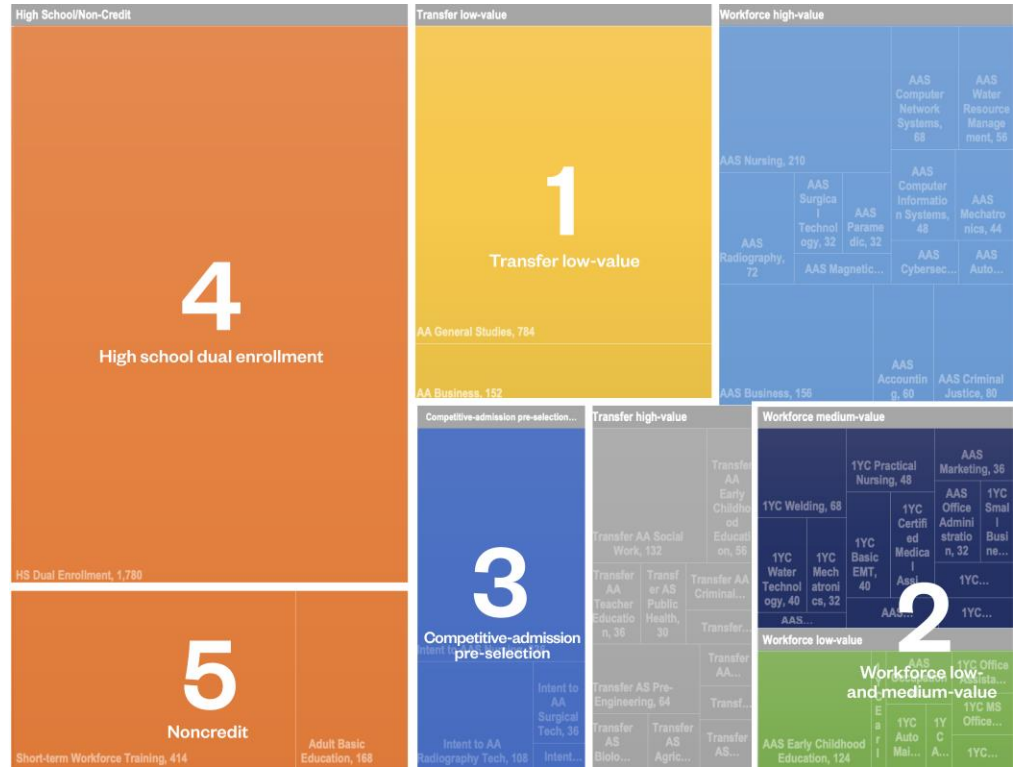 High School/Non-Credit
4
High school dual enrollment
HS Dual Enrollment, 1,780
5
Noncredit
Short-term Workforce Training, 414
Adult Basic
Education, 168
Transfer low-value
1
Transfer low-value
AA General Studies, 784
AA Business, 152
Workforce high-value
AAS Nursing, 210
AAS
Computer
Network
Systems,
68
AAS
Water
Resource
Manage
ment, 56
AAS
Radiography,
72
AAS
Surgica
l
Technol
ogy, 32
AAS
Parame
dic, 32
AAS Magnetic...
AAS
Computer
Informatio
n Systems,
48
AAS
Mechatro
nics, 44
AAS
Cybersec...
AAS
Auto...
AAS Business, 156
AAS
Accountin
g, 60
AAS Criminal
Justice, 80
Competitive-admission pre-selection...
3
Competitive-admission
pre-selection
Intent to
AA
Surgical
Tech, 36
Intent to AA
Radiography Tech, 108
Intent...
Transfer high-value
Transfer AA Social
Work, 132
Transfer
AA
Early
Childho
od
Educati
on, 56
Transfer
AA
Teacher
Educatio
n, 36
Transf
er AS
Public
Health,
30
Transfer AA
Criminal...
Transfer...
Transfer AS Pre-
Engineering, 64
Transfer
AA...
Transf...
Transfer
AS
Biolo...
Transfer
AS
Agric...
Transfer
AS...
Workforce medium-value
1YC Welding, 68
1YC Practical
Nursing, 48
AAS
Marketing, 36
1YC
Water
Technol
ogy, 40
1YC
Mech
atroni
cs, 32
AAS...
1YC
Basic
EMT,
40
1YC
Certifi
ed
Medica
l
Assi...
AAS
Office
Admini
stratio
n, 32
1YC
Smal
l
Busi
ne...
1YC...
AAS...
1YC...
2
Workforce low-
and medium-value
Workforce low-value
AAS Early Childhood
Education, 124
AAS
1YC Office
Assista...
1YC
Auto
Mai...
1Y
C
A...
1YC MS
Office...
1YC...